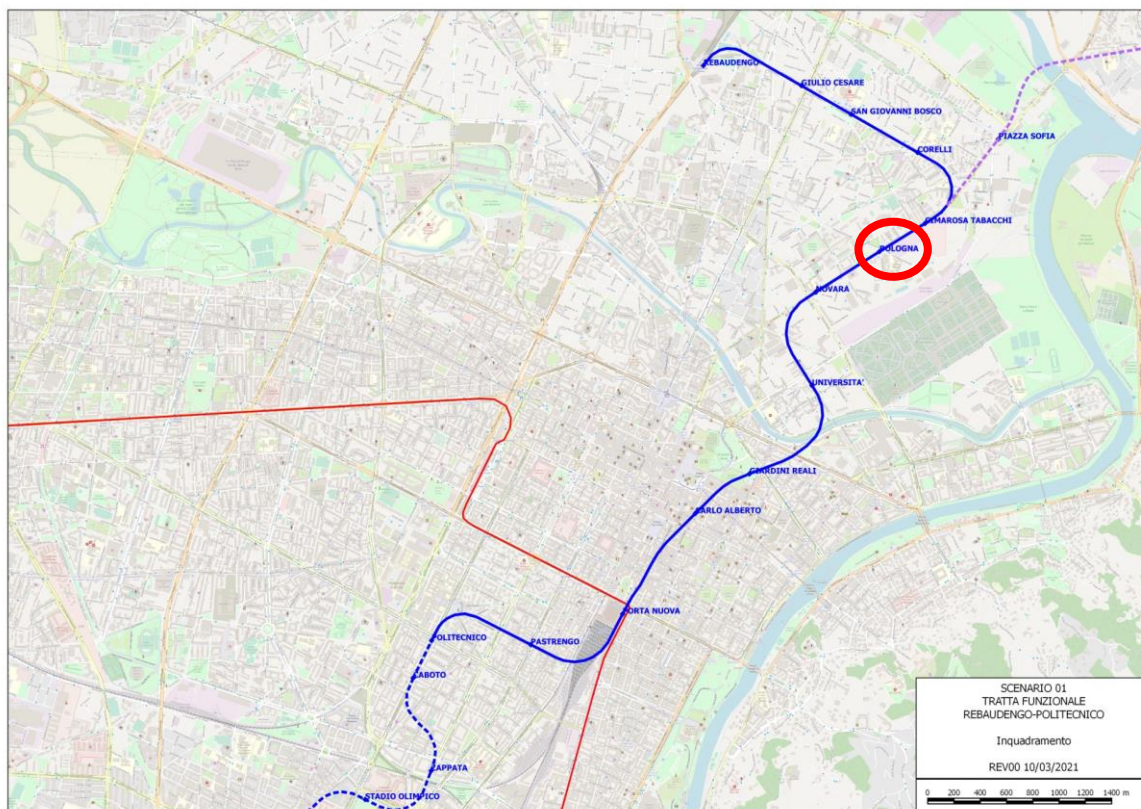 REBAUDENGO
GIULIO CESARE
SAN GIOVANNI BOSCO
PIAZZA SOFIA
CORELLI
CIMAROSA TABACCHI
BOLOGNA
NOVARA
UNIVERSITA'
GIARDINI REALI
CARLO ALBERTO
PORTA NUOVA
POLITECNICO
PASTRENGO
CABOTO
ZAPPATA
STADIO OLIMPICO
SCENARIO 01
TRATTA FUNZIONALE
REBAUDENGO-POLITECNICO
Inquadramento
REV00 10/03/2021
0 200 400 600 800 1000 1200 1400 m